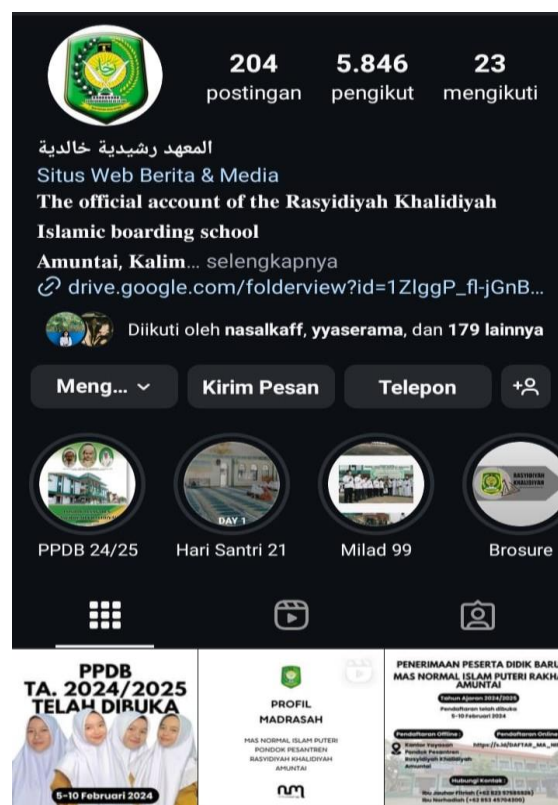 204 5.846 23
postingan pengikut mengikuti
المعهد رشيدية خالدية
Situs Web Berita & Media
The official account of the Rasyidiyah Khalidiyah
Islamic boarding school
Amuntai, Kalim... selengkapnya
drive.google.com/folderview?id=1ZlggP_fl-jGnB...
Diikuti oleh nasalkaff, yyaserama, dan 179 lainnya
Meng... Kirim Pesan Telepon
DAY 1
RASYIDIYAH
KHALIDIYAH
PPDB 24/25 Hari Santri 21 Milad 99 Brosure
PPDB
TA. 2024/2025
TELAH DIBUKA
5-10 Februari 2024
PROFIL
MADRASAH
MAS NORMAL ISLAM PUTERI
PONDOK PESANTREN
RASYIDIYAH KHALIDIYAH
AMUNTAI
PENERIMAAN PESERTA DIDIK BARU
MAS NORMAL ISLAM PUTERI RAKHA
AMUNTAI
Tahun Ajaran 2024/2025
Pendaftaran telah dibuka
5-10 Februari 2024
Pendaftaran Offline :
Kantor Yayasan
Pondok Pesantren
Rasyidiyah Khalidiyah
Amuntai
Pendaftaran Online
Hubungi Kontak :